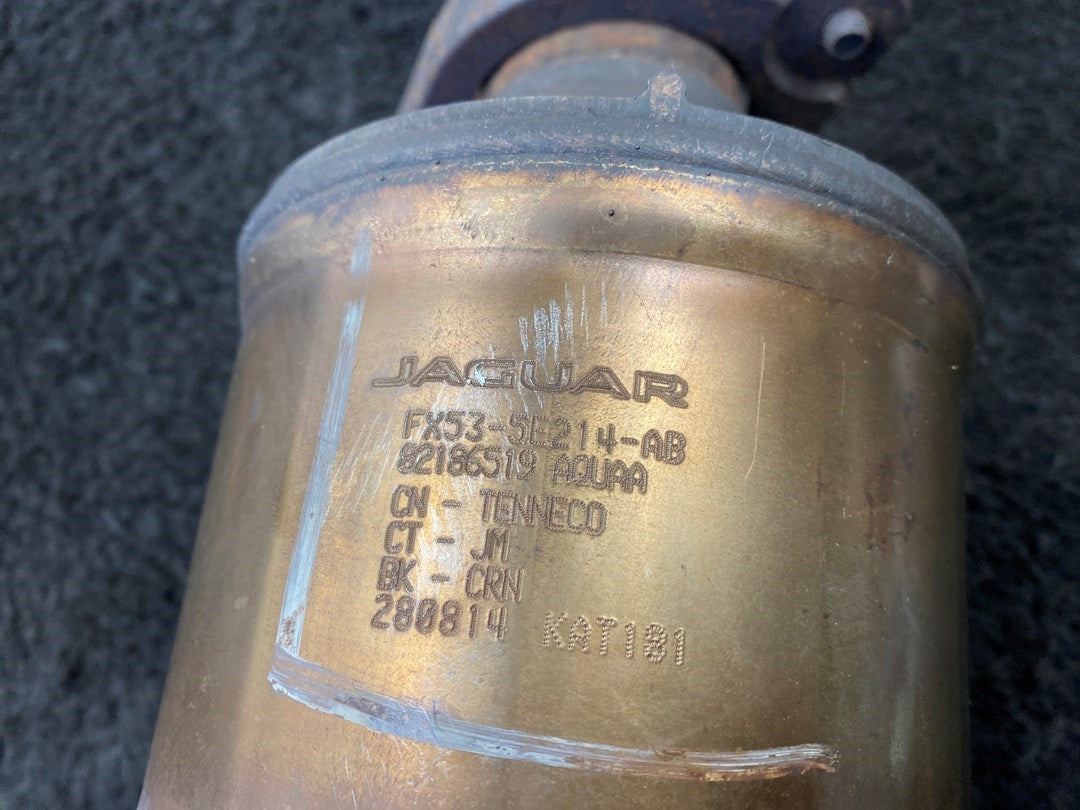 JAGUAR
FX53-5E214-AB
82186519 AQUAA
CN - TENNECO
CT - JM
BK - CRN
280814 KAT181